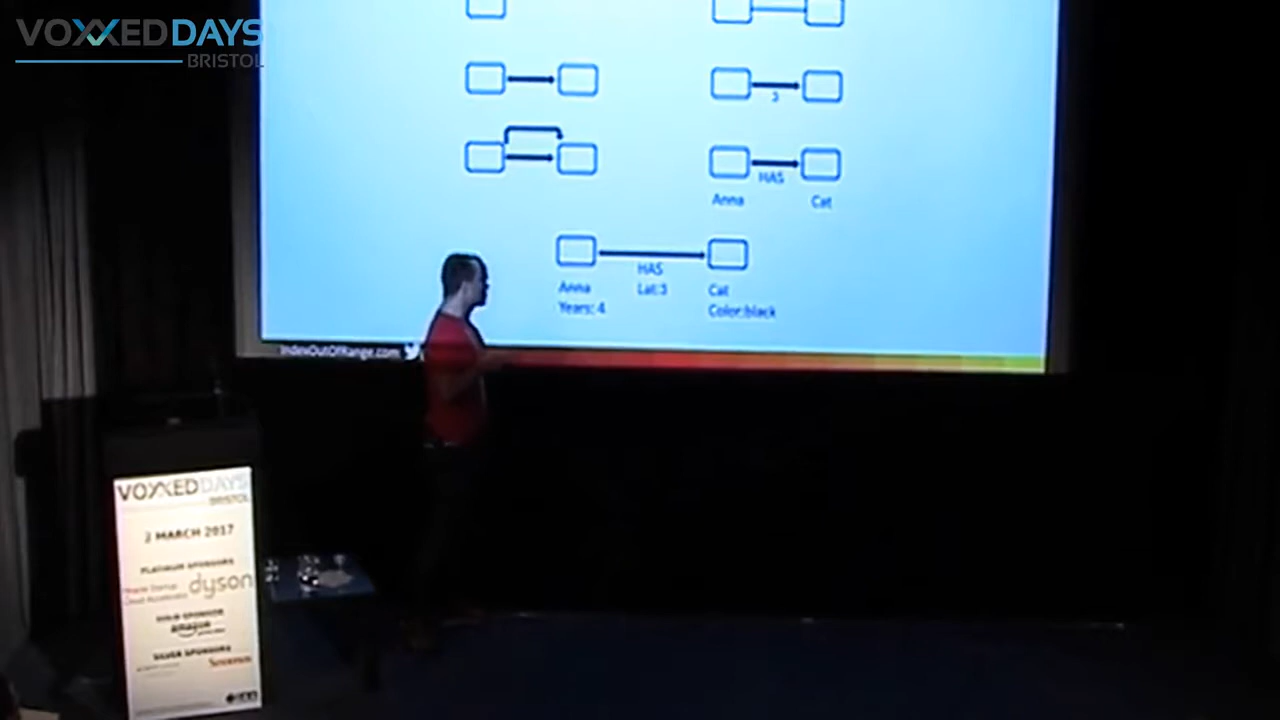 VOXXEDDAYS
BRISTOL
3
HAS
Anna Cat
HAS
Anna Lat:3 Cat
Years: 4 Color:black
IndexOutOfRange.com
VOXXEDDAYS
BRISTOL
2 MARCH 2017
PLATINUM SPONSORS
dyson
GOLD SPONSOR
amazon
SILVER SPONSORS